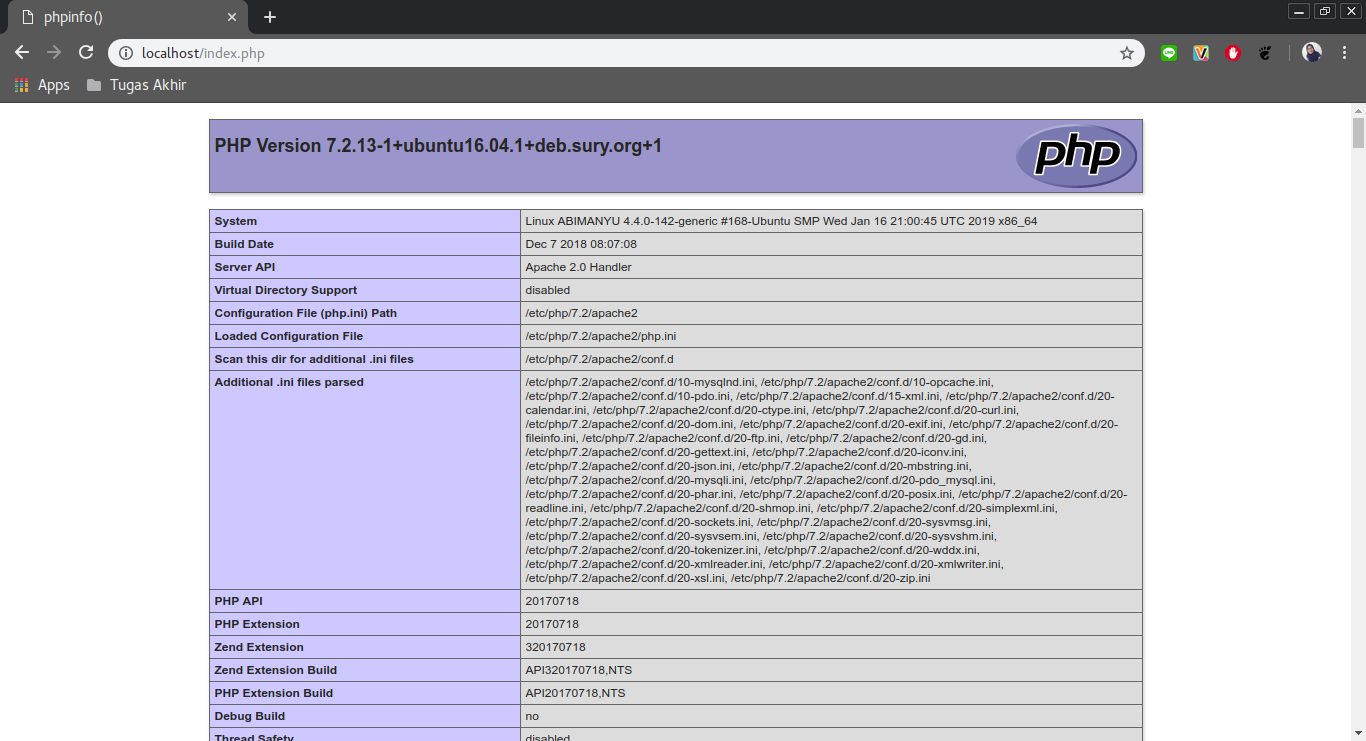 phpinfo()
localhost/index.php
Apps
Tugas Akhir
PHP Version 7.2.13-1+ubuntu16.04.1+deb.sury.org+1
php
System Linux ABIMANYU 4.4.0-142-generic #168-Ubuntu SMP Wed Jan 16 21:00:45 UTC 2019 x86_64
Build Date Dec 7 2018 08:07:08
Server API Apache 2.0 Handler
Virtual Directory Support disabled
Configuration File (php.ini) Path /etc/php/7.2/apache2
Loaded Configuration File /etc/php/7.2/apache2/php.ini
Scan this dir for additional .ini files /etc/php/7.2/apache2/conf.d
Additional .ini files parsed /etc/php/7.2/apache2/conf.d/10-mysqlnd.ini, /etc/php/7.2/apache2/conf.d/10-opcache.ini,
/etc/php/7.2/apache2/conf.d/10-pdo.ini, /etc/php/7.2/apache2/conf.d/15-xml.ini, /etc/php/7.2/apache2/conf.d/20-
calendar.ini, /etc/php/7.2/apache2/conf.d/20-ctype.ini, /etc/php/7.2/apache2/conf.d/20-curl.ini,
/etc/php/7.2/apache2/conf.d/20-dom.ini, /etc/php/7.2/apache2/conf.d/20-exif.ini, /etc/php/7.2/apache2/conf.d/20-
fileinfo.ini, /etc/php/7.2/apache2/conf.d/20-ftp.ini, /etc/php/7.2/apache2/conf.d/20-gd.ini,
/etc/php/7.2/apache2/conf.d/20-gettext.ini, /etc/php/7.2/apache2/conf.d/20-iconv.ini,
/etc/php/7.2/apache2/conf.d/20-json.ini, /etc/php/7.2/apache2/conf.d/20-mbstring.ini,
/etc/php/7.2/apache2/conf.d/20-mysqli.ini, /etc/php/7.2/apache2/conf.d/20-pdo_mysql.ini,
/etc/php/7.2/apache2/conf.d/20-phar.ini, /etc/php/7.2/apache2/conf.d/20-posix.ini, /etc/php/7.2/apache2/conf.d/20-
readline.ini, /etc/php/7.2/apache2/conf.d/20-shmop.ini, /etc/php/7.2/apache2/conf.d/20-simplexml.ini,
/etc/php/7.2/apache2/conf.d/20-sockets.ini, /etc/php/7.2/apache2/conf.d/20-sysvmsg.ini,
/etc/php/7.2/apache2/conf.d/20-sysvsem.ini, /etc/php/7.2/apache2/conf.d/20-sysvshm.ini,
/etc/php/7.2/apache2/conf.d/20-tokenizer.ini, /etc/php/7.2/apache2/conf.d/20-wddx.ini,
/etc/php/7.2/apache2/conf.d/20-xmlreader.ini, /etc/php/7.2/apache2/conf.d/20-xmlwriter.ini,
/etc/php/7.2/apache2/conf.d/20-xsl.ini, /etc/php/7.2/apache2/conf.d/20-zip.ini
PHP API 20170718
PHP Extension 20170718
Zend Extension 320170718
Zend Extension Build API320170718,NTS
PHP Extension Build API20170718,NTS
Debug Build no
Thread Safety disabled